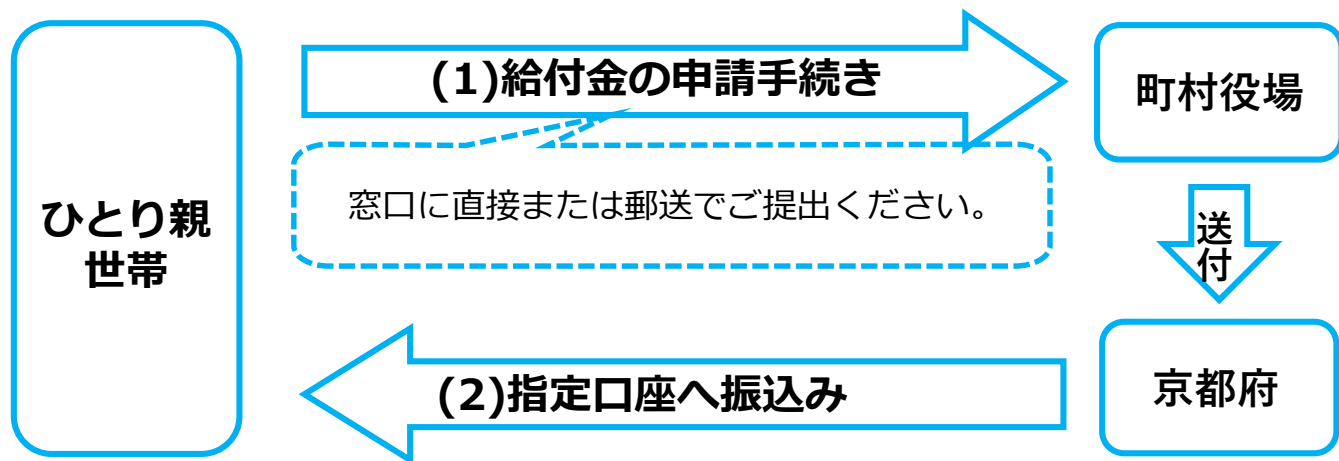 (1)給付金の申請手続き
町村役場
窓口に直接または郵送でご提出ください。
ひとり親
世帯
送
付
(2)指定口座へ振込み
京都府